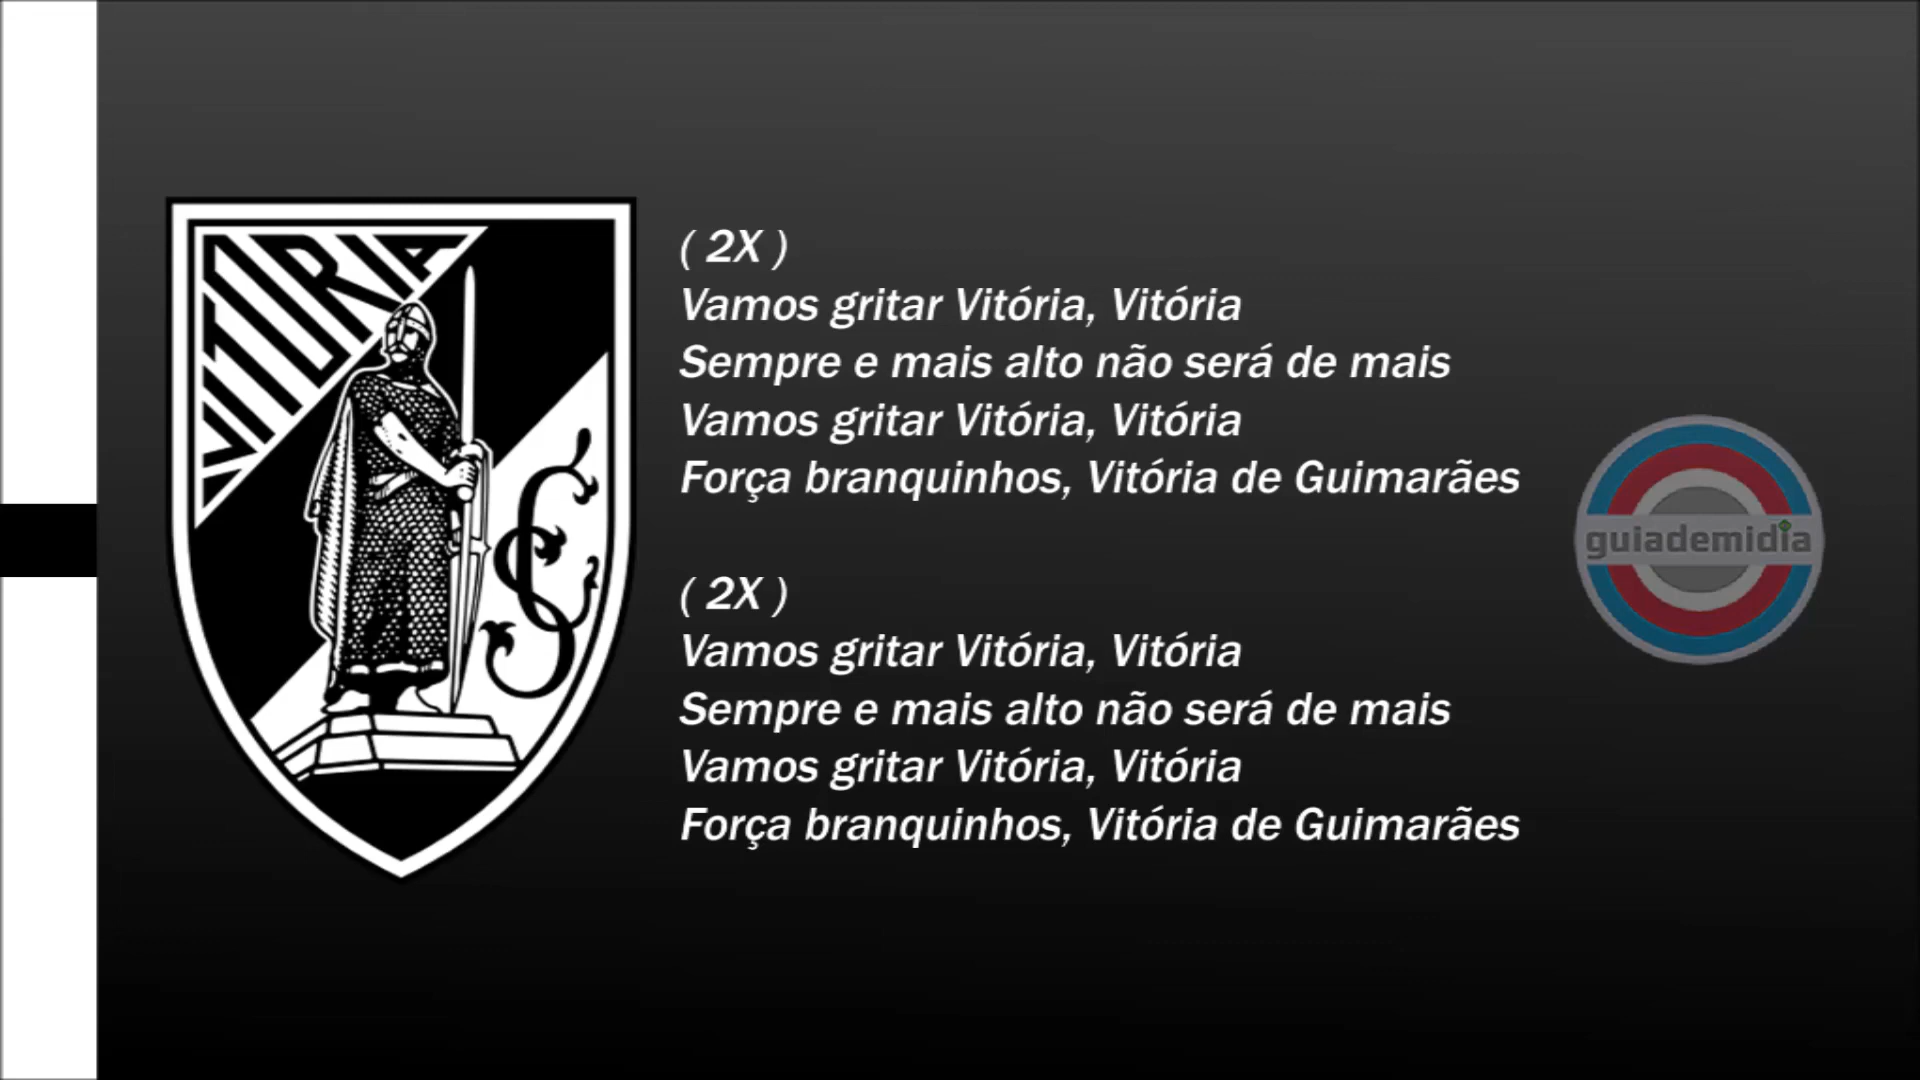 VITÓRIA
SC
( 2X )
Vamos gritar Vitória, Vitória
Sempre e mais alto não será de mais
Vamos gritar Vitória, Vitória
Força branquinhos, Vitória de Guimarães
( 2X )
Vamos gritar Vitória, Vitória
Sempre e mais alto não será de mais
Vamos gritar Vitória, Vitória
Força branquinhos, Vitória de Guimarães
guiademidia